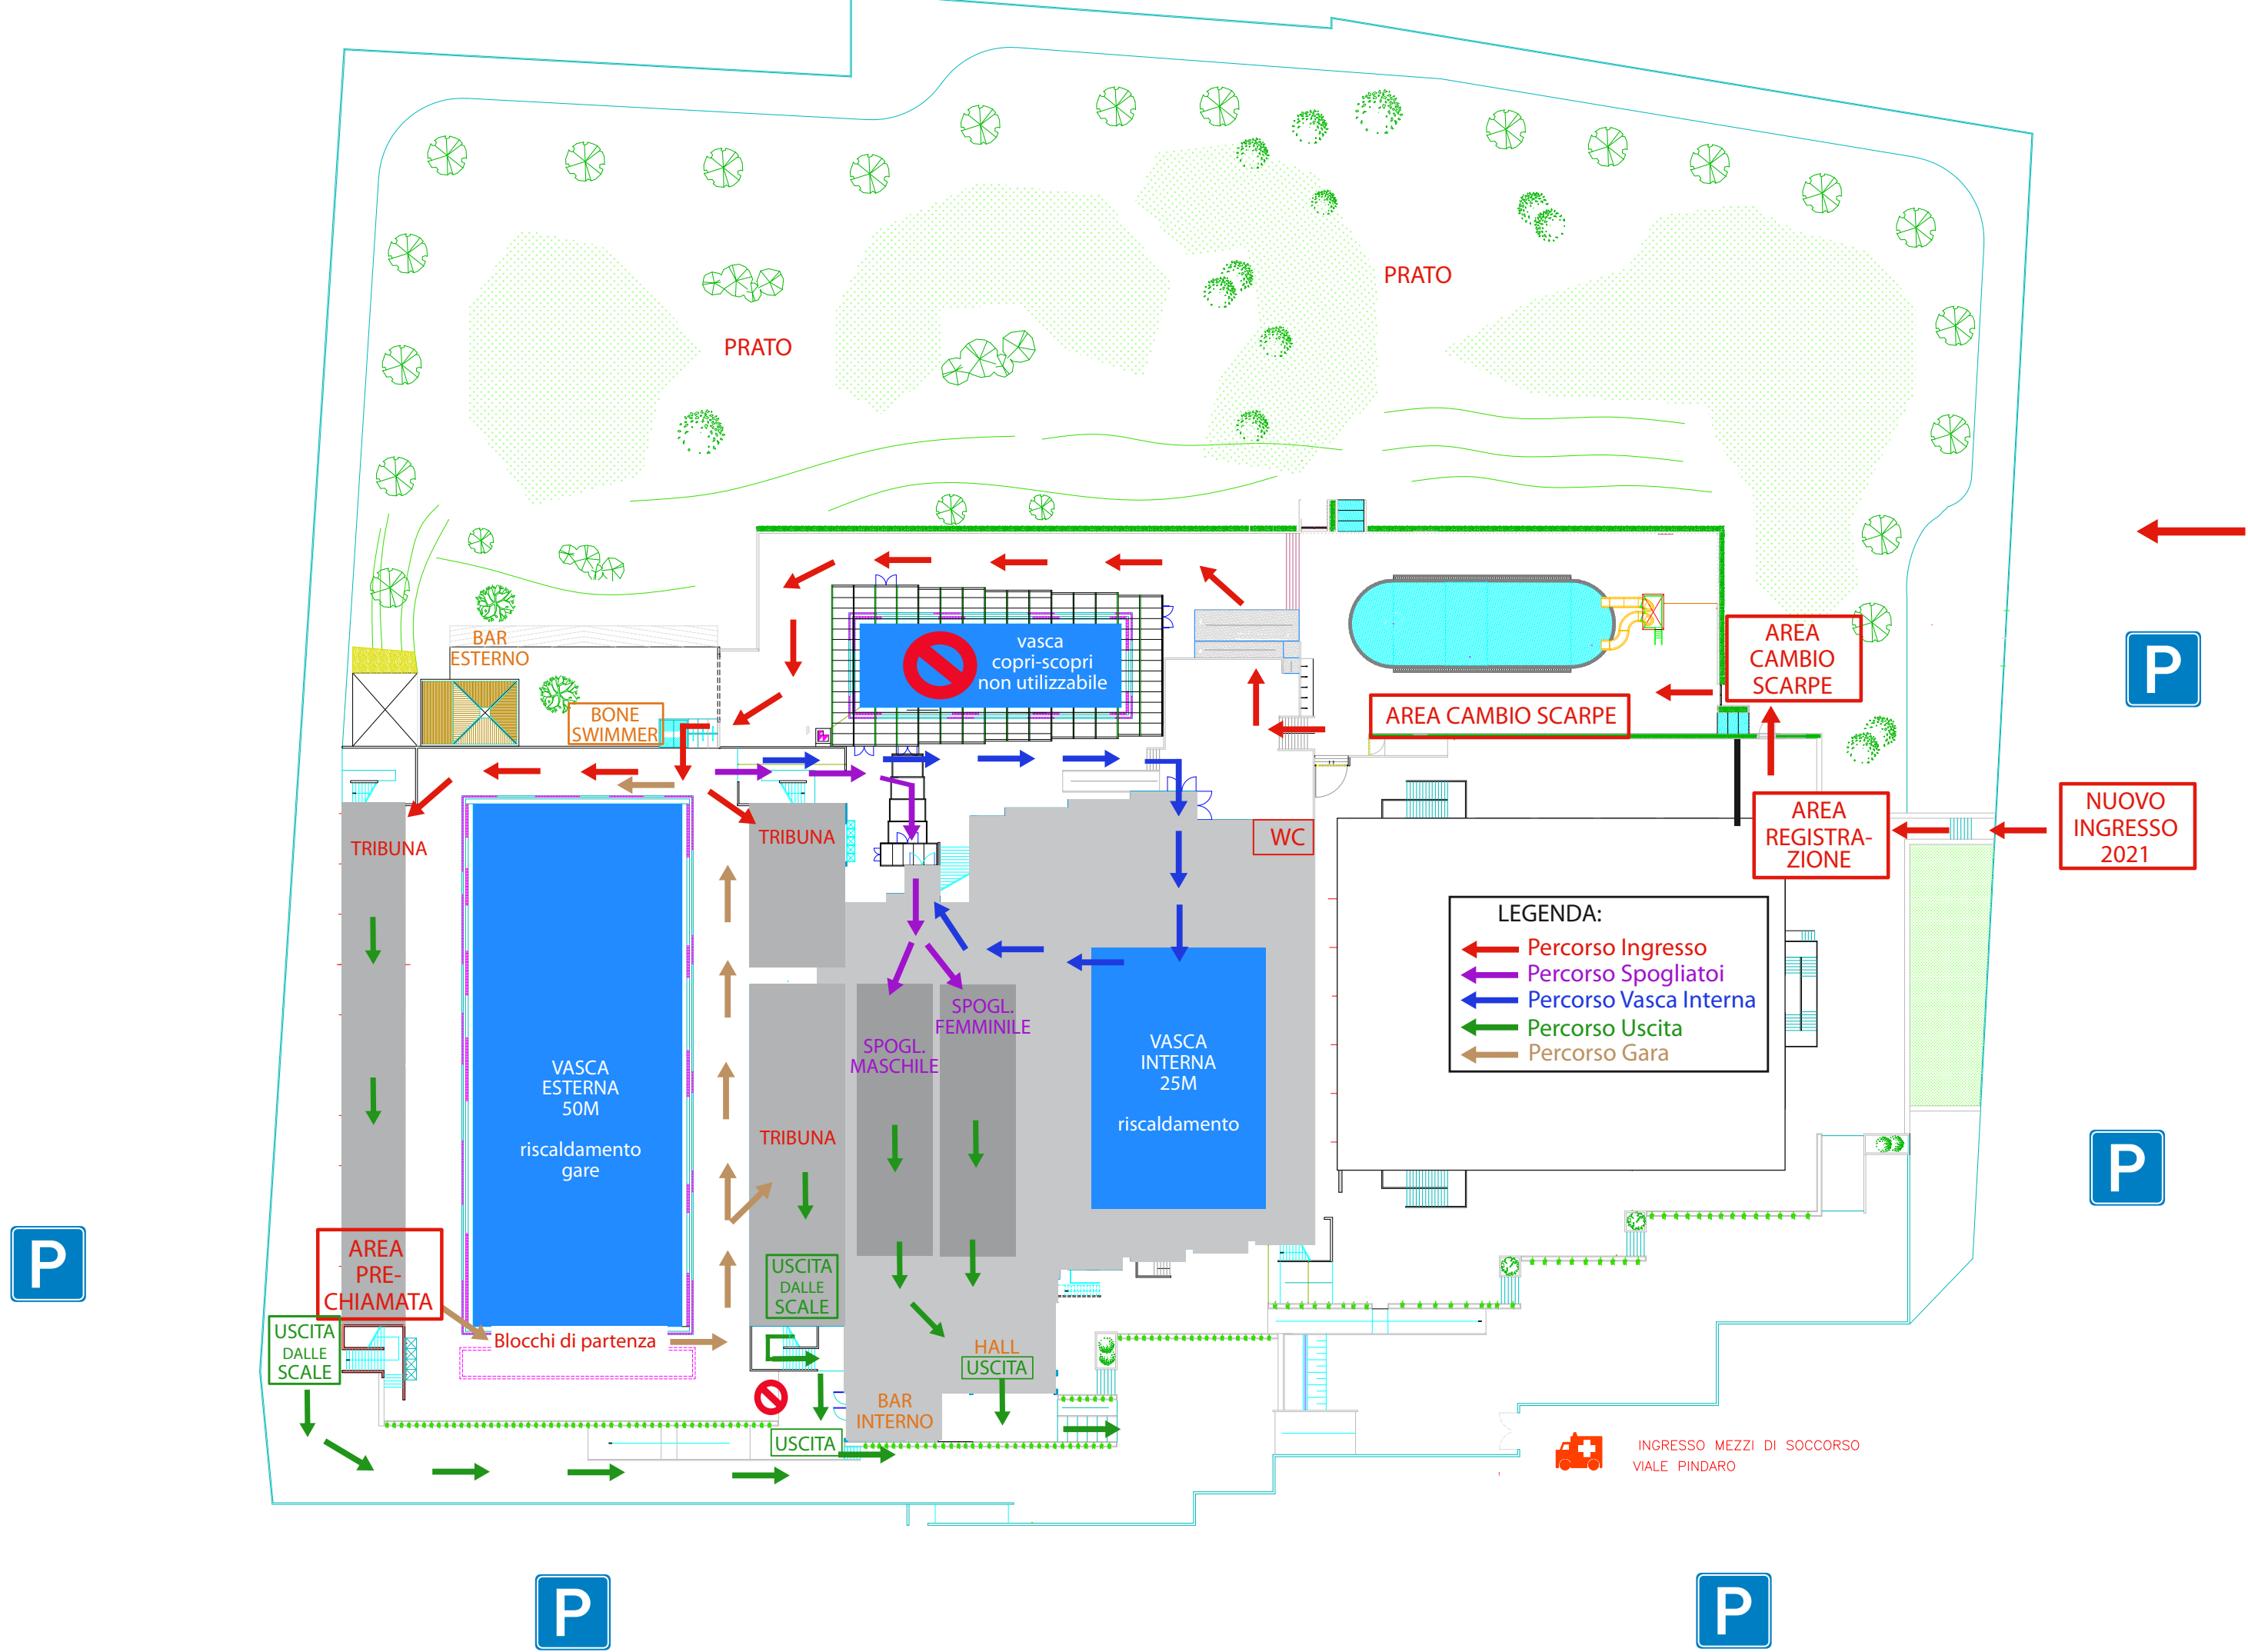 PRATO
PRATO
BAR
ESTERNO
BONE
SWIMMER
vasca
copri-scopri
non utilizzabile
AREA
CAMBIO
SCARPE
AREA CAMBIO SCARPE
P
TRIBUNA
TRIBUNA
WC
AREA
REGISTRA-
ZIONE
NUOVO
INGRESSO
2021
LEGENDA:
Percorso Ingresso
Percorso Spogliatoi
Percorso Vasca Interna
Percorso Uscita
Percorso Gara
SPOGL.
FEMMINILE
SPOGL.
MASCHILE
VASCA
ESTERNA
50M
riscaldamento
gare
VASCA
INTERNA
25M
riscaldamento
TRIBUNA
P
P
AREA
PRE-
CHIAMATA
USCITA
DALLE
SCALE
USCITA
DALLE
SCALE
Blocchi di partenza
HALL
USCITA
BAR
INTERNO
USCITA
INGRESSO MEZZI DI SOCCORSO
VIALE PINDARO
P
P